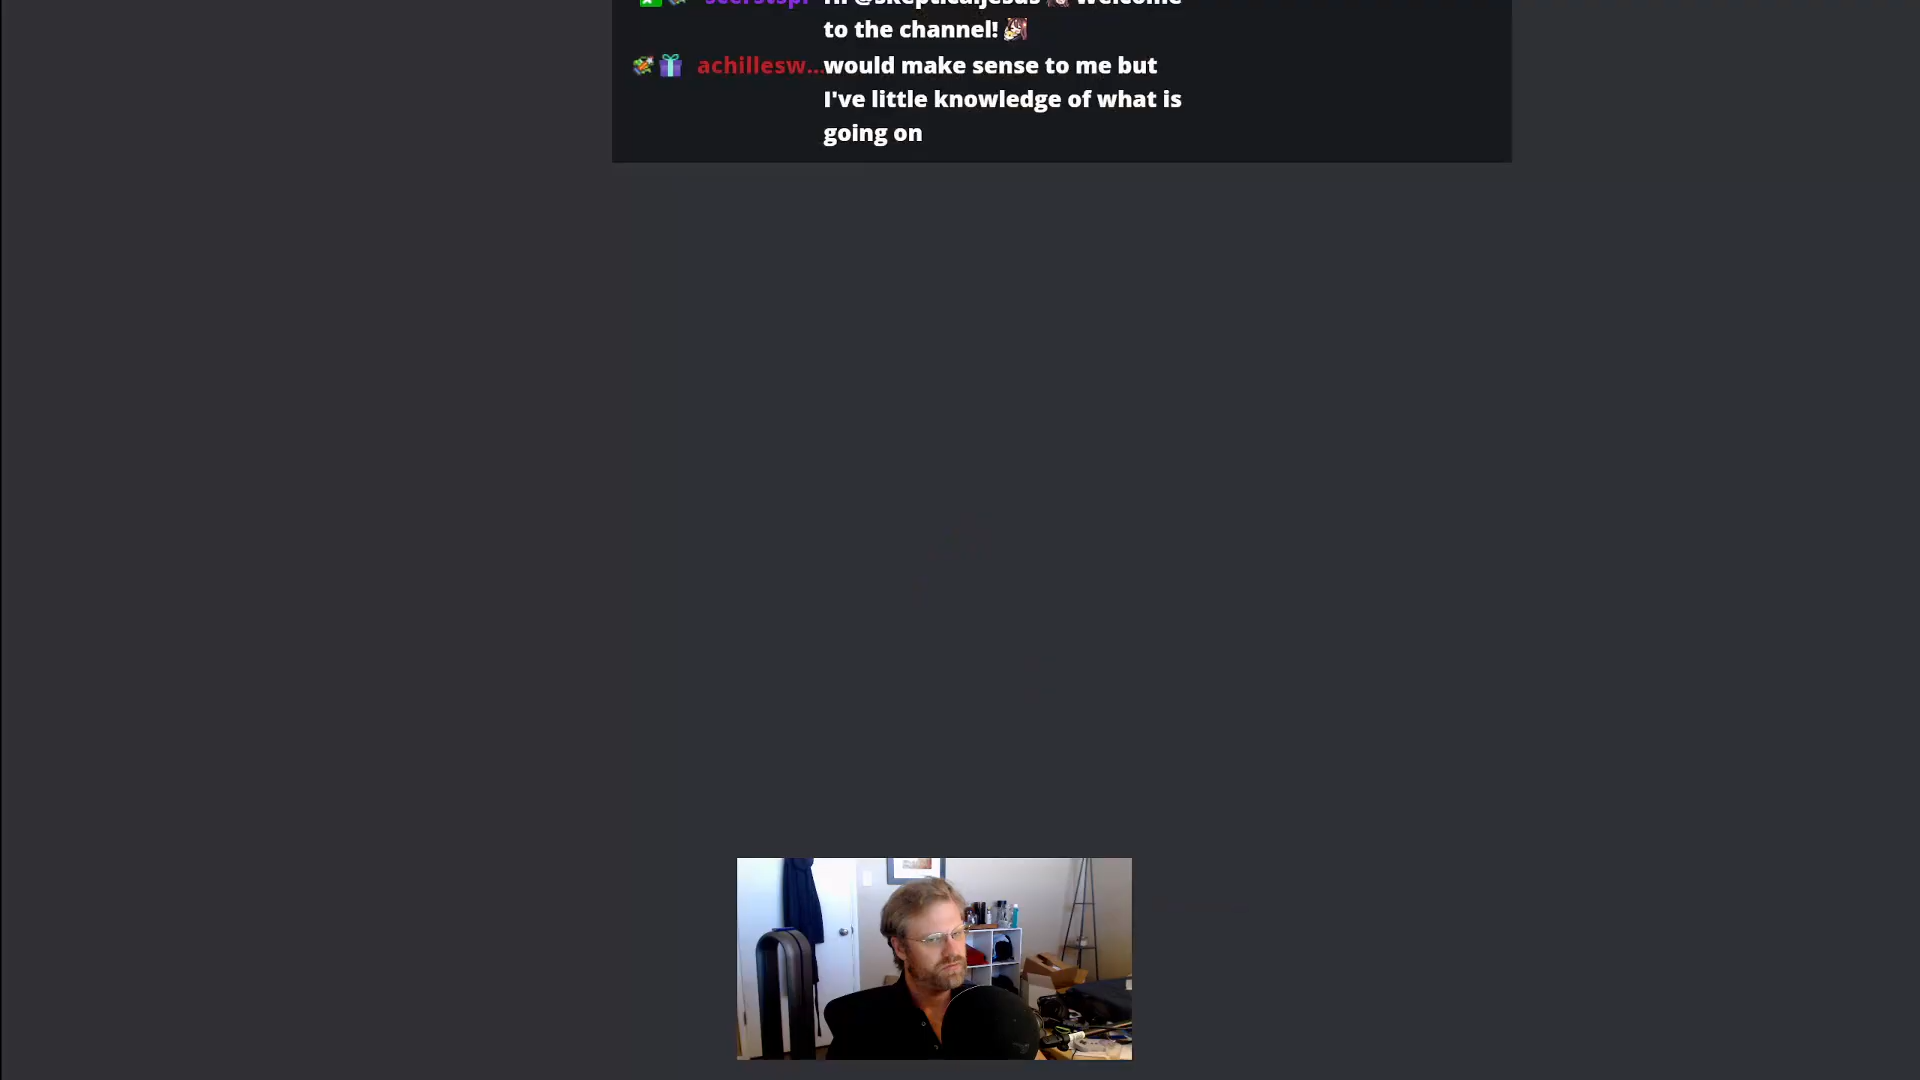 to the channel!
achillesw... would make sense to me but
I've little knowledge of what is
going on